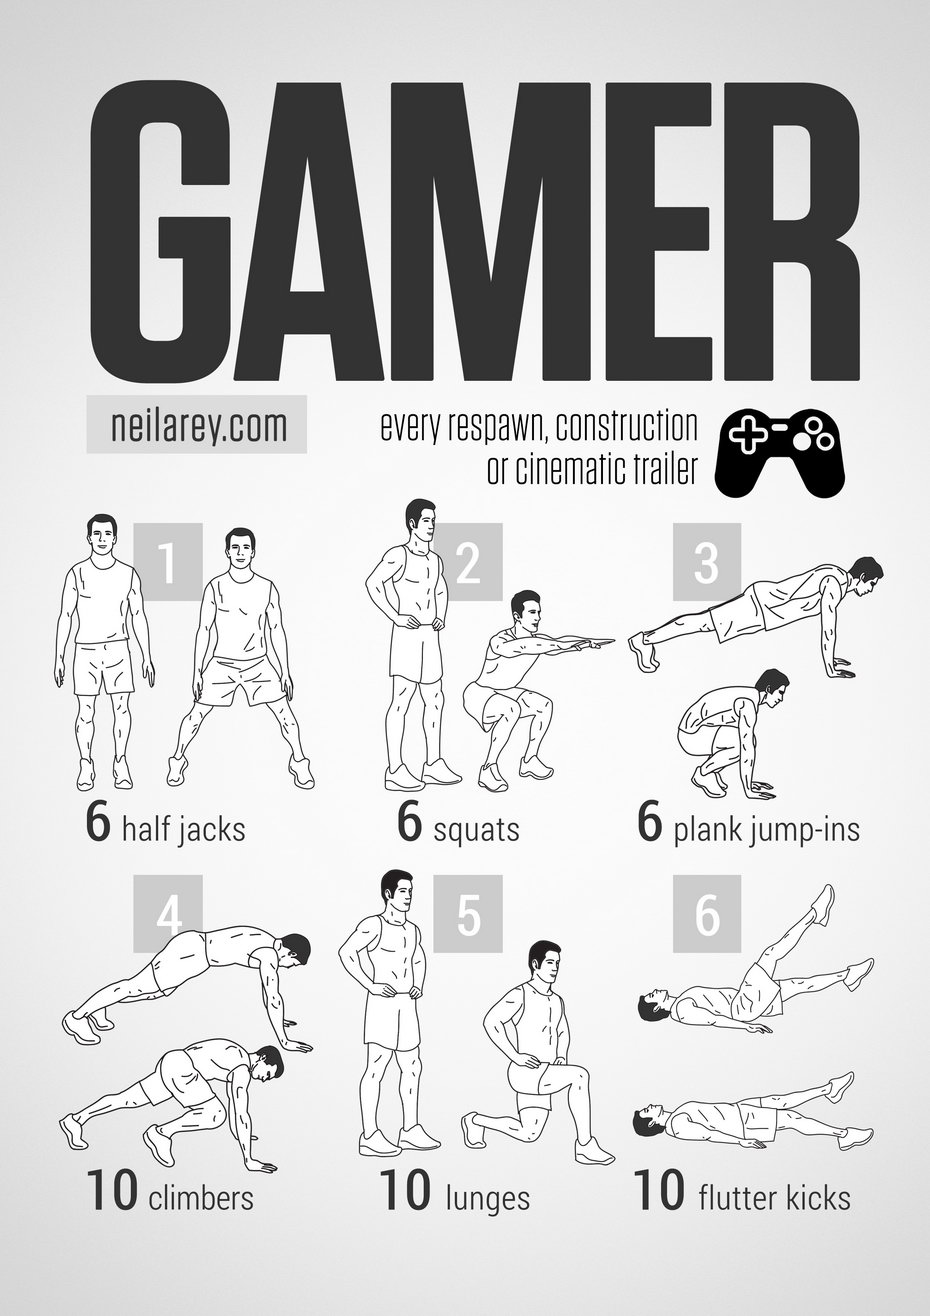 GAMER
neilarey.com
every respawn, construction
or cinematic trailer
1
6 half jacks
2
6 squats
3
6 plank jump-ins
4
10 climbers
5
10 lunges
6
10 flutter kicks